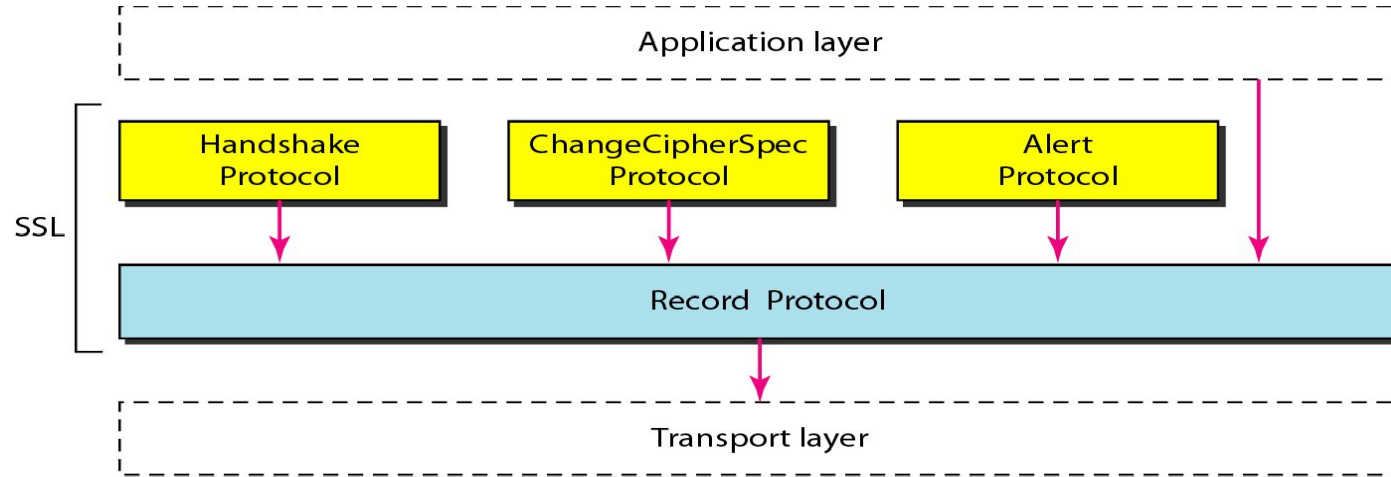 Application layer
SSL
Handshake
Protocol
ChangeCipherSpec
Protocol
Alert
Protocol
Record Protocol
Transport layer